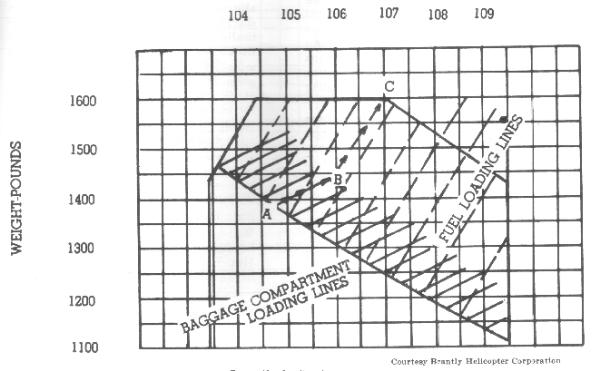 104 105 106 107 108 109
WEIGHT-POUNDS
1600
1500
1400
1300
1200
1100
C
B
A
FUEL LOADING LINES
BAGGAGE COMPARTMENT
LOADING LINES
Courtesy Brantly Helicopter Corporation